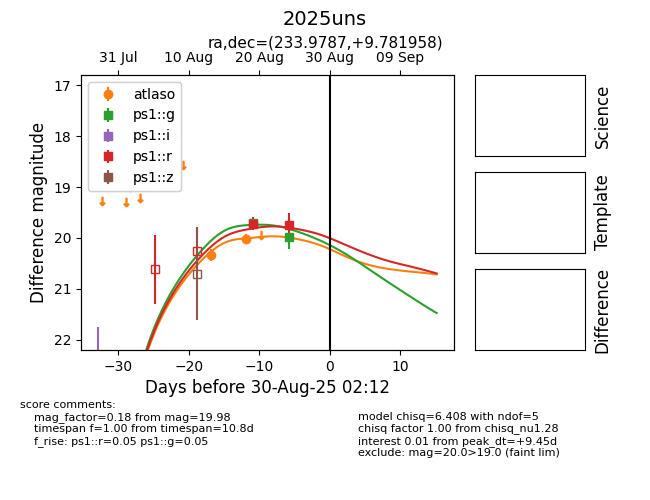 2025uns
ra,dec=(233.9787,+9.781958)
31 Jul 10 Aug 20 Aug 30 Aug 09 Sep
17
18
19
20
21
22
Difference magnitude
atlaso
ps1::g
ps1::i
ps1::r
ps1::z
Science
Template
Difference
−30 −20 −10 0 10
Days before 30-Aug-25 02:12
score comments:
mag_factor=0.18 from mag=19.98
timespan f=1.00 from timespan=10.8d
f_rise: ps1::r=0.05 ps1::g=0.05
model chisq=6.408 with ndof=5
chisq factor 1.00 from chisq_nu1.28
interest 0.01 from peak_dt=+9.45d
exclude: mag=20.0>19.0 (faint lim)